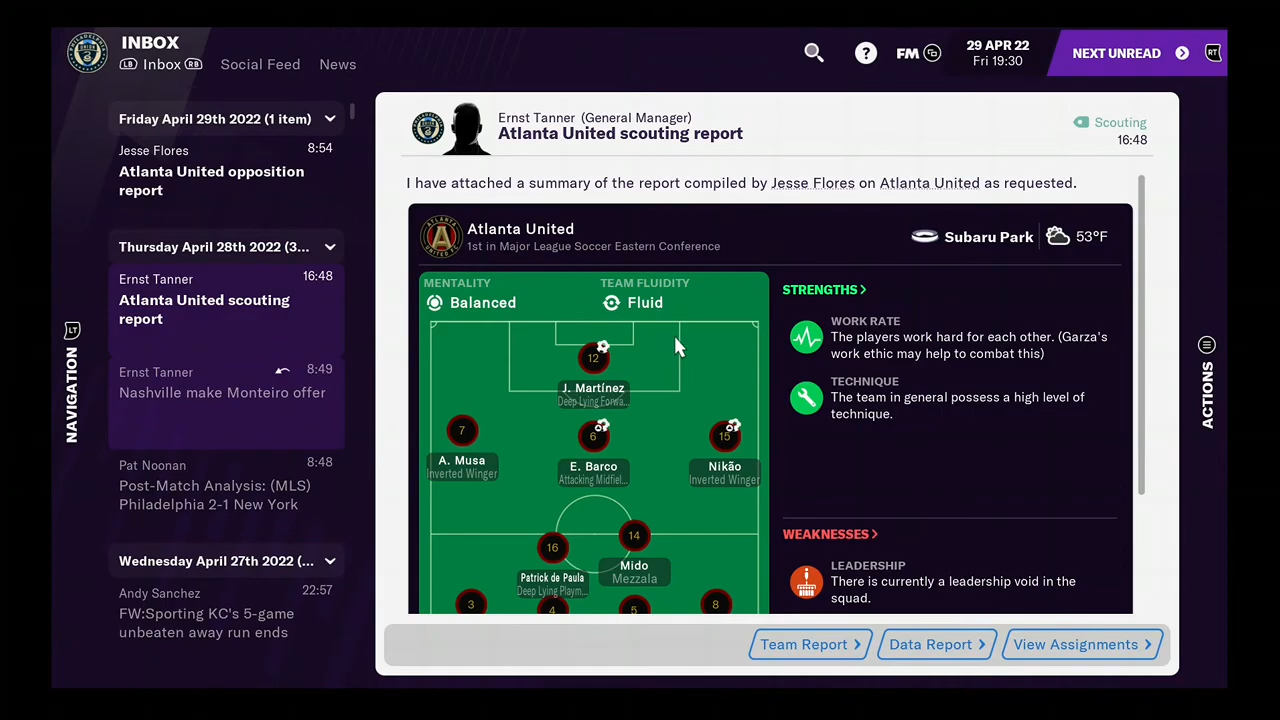 INBOX
LB Inbox RB
Social Feed
News
FM
29 APR 22
Fri 19:30
NEXT UNREAD
RT
LT
NAVIGATION
Friday April 29th 2022 (1 item)
Jesse Flores
8:54
Atlanta United opposition
report
Thursday April 28th 2022 (3...
Ernst Tanner
16:48
Atlanta United scouting
report
Ernst Tanner
8:49
Nashville make Monteiro offer
Pat Noonan
8:48
Post-Match Analysis: (MLS)
Philadelphia 2-1 New York
Wednesday April 27th 2022 (...
Andy Sanchez
22:57
FW:Sporting KC's 5-game
unbeaten away run ends
Ernst Tanner (General Manager)
Atlanta United scouting report
Scouting
16:48
I have attached a summary of the report compiled by Jesse Flores on Atlanta United as requested.
Atlanta United
1st in Major League Soccer Eastern Conference
Subaru Park
53°F
MENTALITY
Balanced
TEAM FLUIDITY
Fluid
12
J. Martínez
Deep Lying Forwa...
7
A. Musa
Inverted Winger
6
E. Barco
Attacking Midfiel...
15
Nikão
Inverted Winger
16
Patrick de Paula
Deep Lying Playm...
14
Mido
Mezzala
3
4
5
8
STRENGTHS >
WORK RATE
The players work hard for each other. (Garza's
work ethic may help to combat this)
TECHNIQUE
The team in general possess a high level of
technique.
WEAKNESSES >
LEADERSHIP
There is currently a leadership void in the
squad.
Team Report >
Data Report >
View Assignments >
ACTIONS